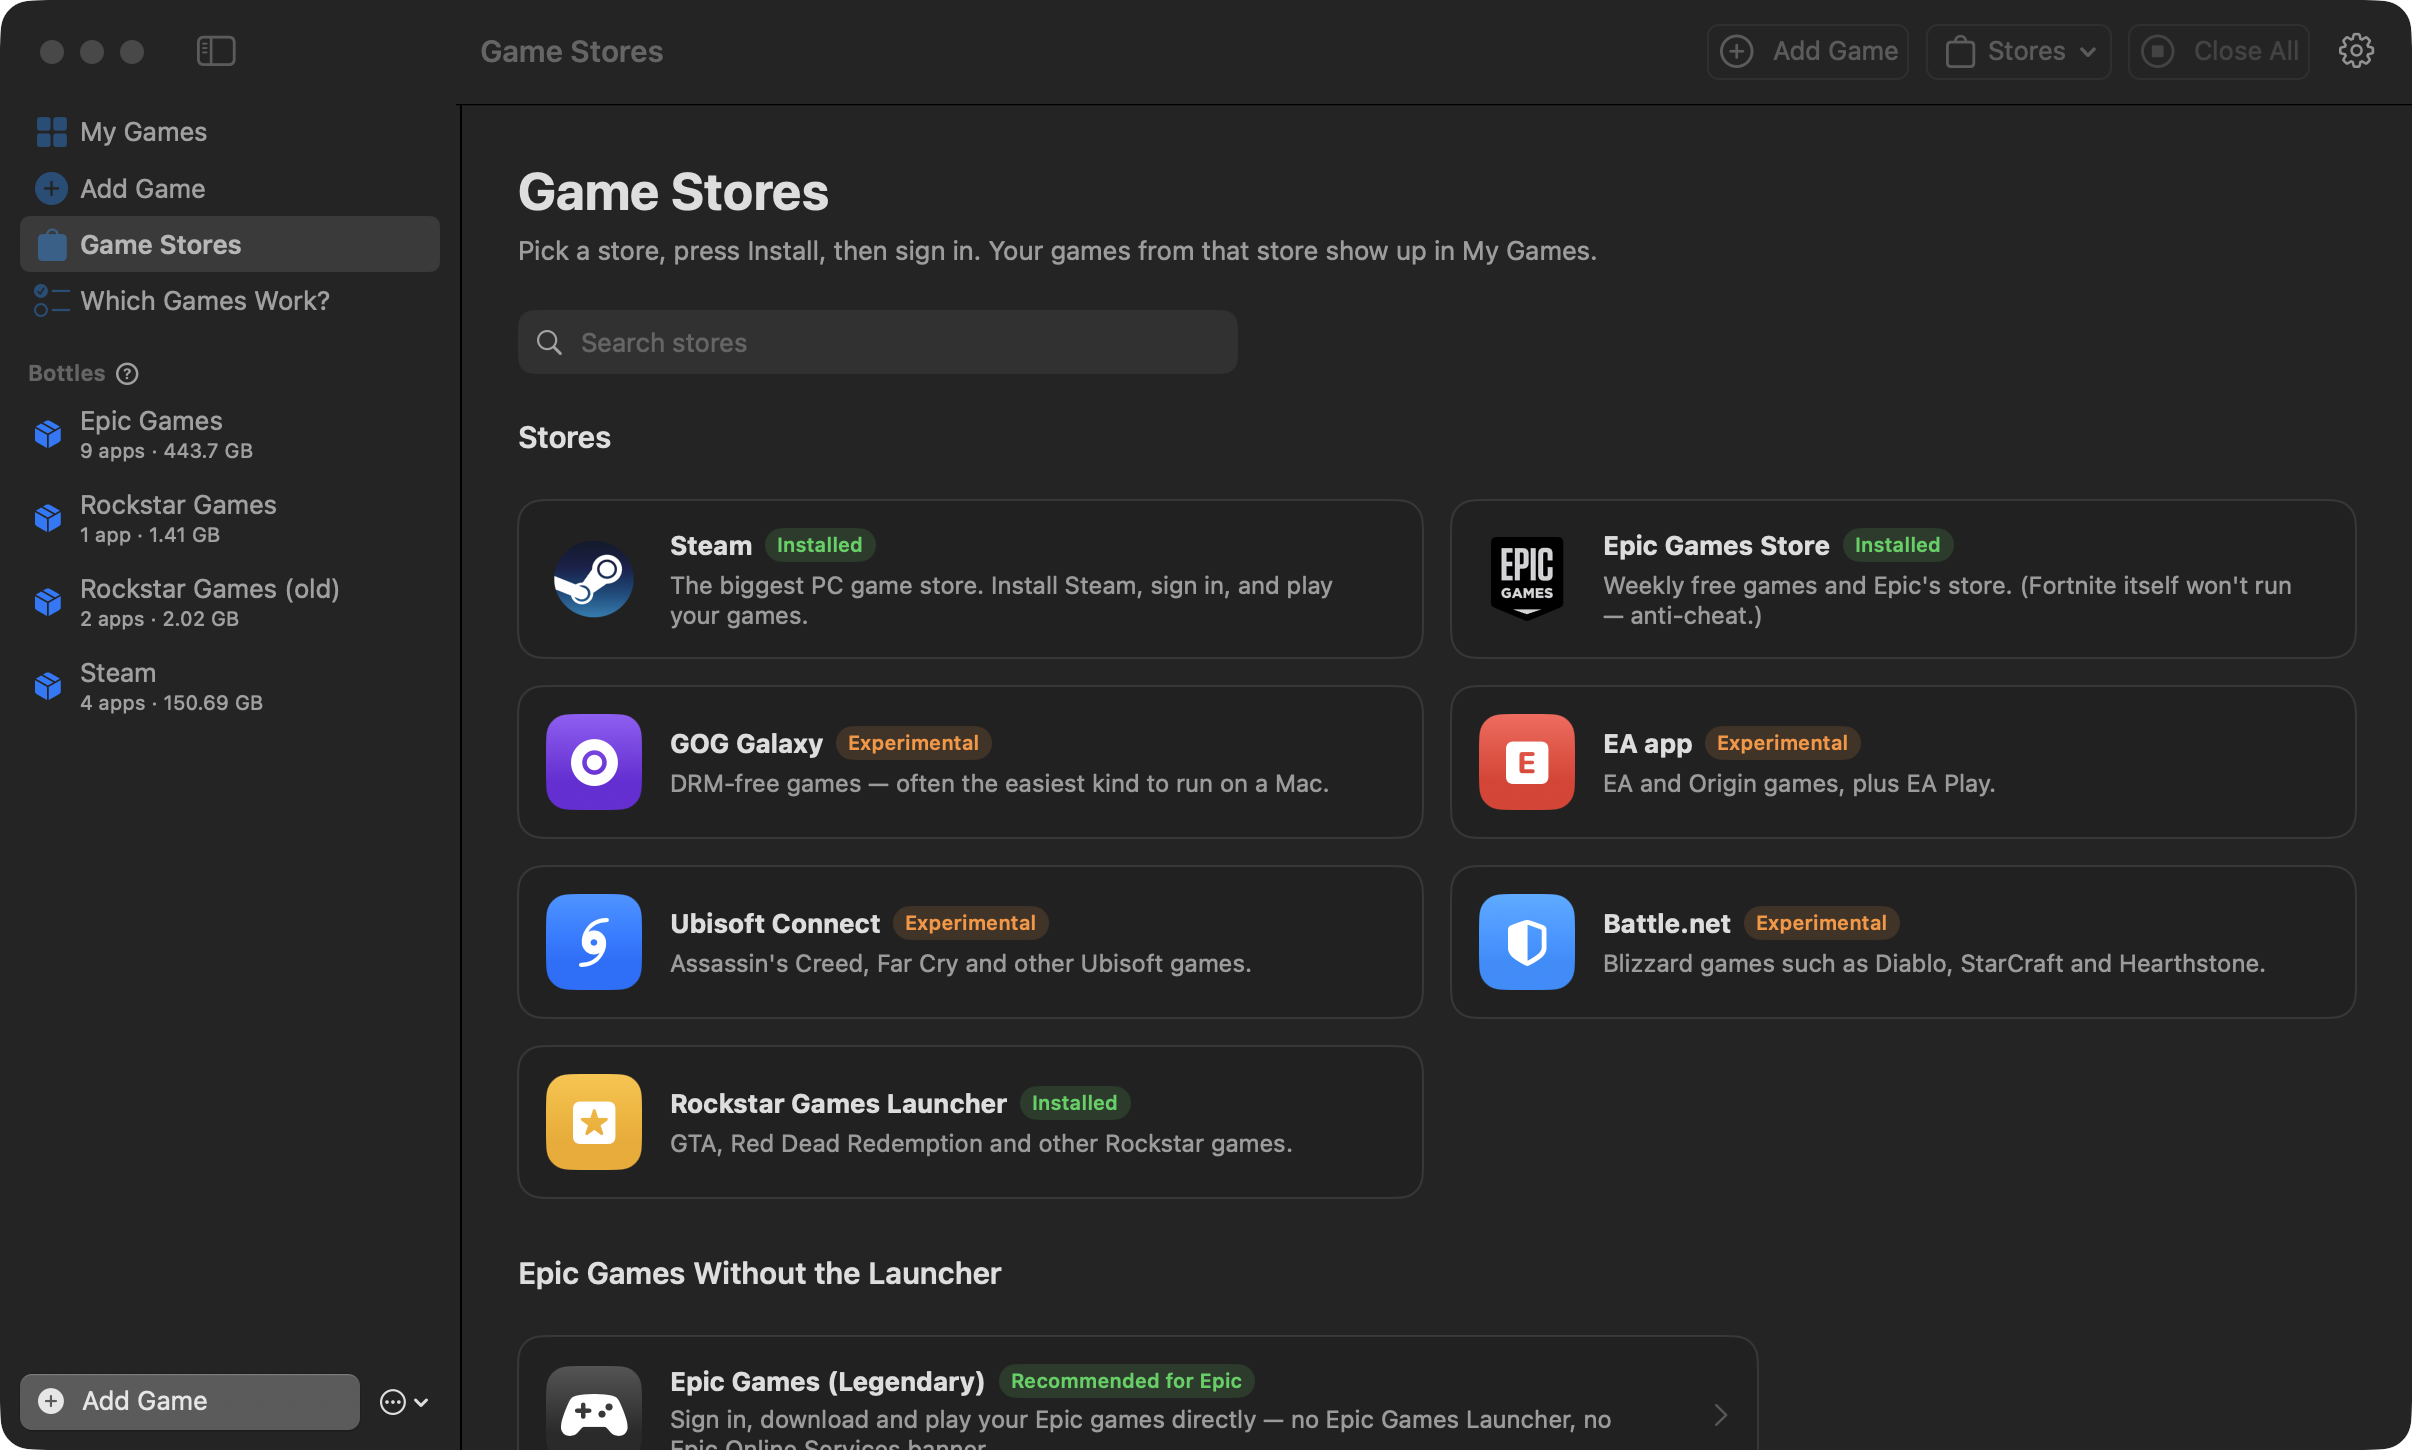 Game Stores
Add Game
Stores
Close All
My Games
Add Game
Game Stores
Which Games Work?
Bottles ?
Epic Games
9 apps · 443.7 GB
Rockstar Games
1 app · 1.41 GB
Rockstar Games (old)
2 apps · 2.02 GB
Steam
4 apps · 150.69 GB
Add Game
Game Stores
Pick a store, press Install, then sign in. Your games from that store show up in My Games.
Search stores
Stores
Steam Installed
The biggest PC game store. Install Steam, sign in, and play
your games.
EPIC
GAMES
Epic Games Store Installed
Weekly free games and Epic's store. (Fortnite itself won't run
— anti-cheat.)
GOG Galaxy Experimental
DRM-free games — often the easiest kind to run on a Mac.
E
EA app Experimental
EA and Origin games, plus EA Play.
Ubisoft Connect Experimental
Assassin's Creed, Far Cry and other Ubisoft games.
Battle.net Experimental
Blizzard games such as Diablo, StarCraft and Hearthstone.
Rockstar Games Launcher Installed
GTA, Red Dead Redemption and other Rockstar games.
Epic Games Without the Launcher
Epic Games (Legendary) Recommended for Epic
Sign in, download and play your Epic games directly — no Epic Games Launcher, no
Epic Online Services banner.